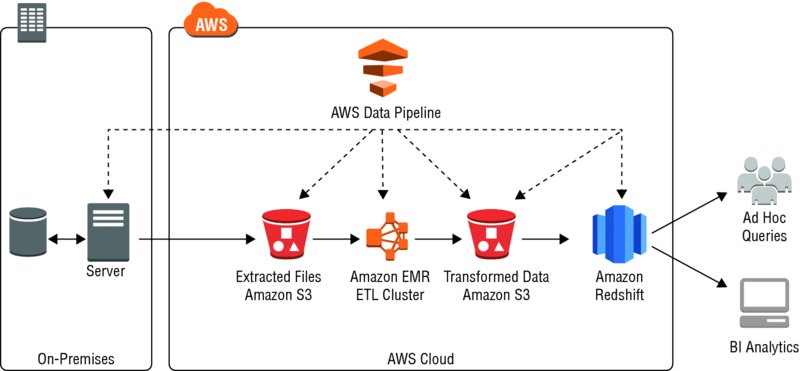 AWS
AWS Data Pipeline
Server
Extracted Files
Amazon S3
Amazon EMR
ETL Cluster
Transformed Data
Amazon S3
Amazon
Redshift
Ad Hoc
Queries
BI Analytics
On-Premises
AWS Cloud